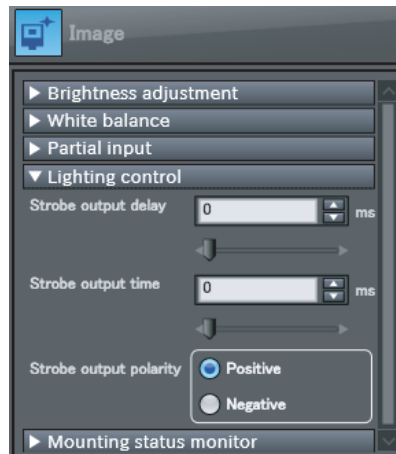 Image
Brightness adjustment
White balance
Partial input
Lighting control
Strobe output delay 0 ms
Strobe output time 0 ms
Strobe output polarity Positive
Negative
Mounting status monitor